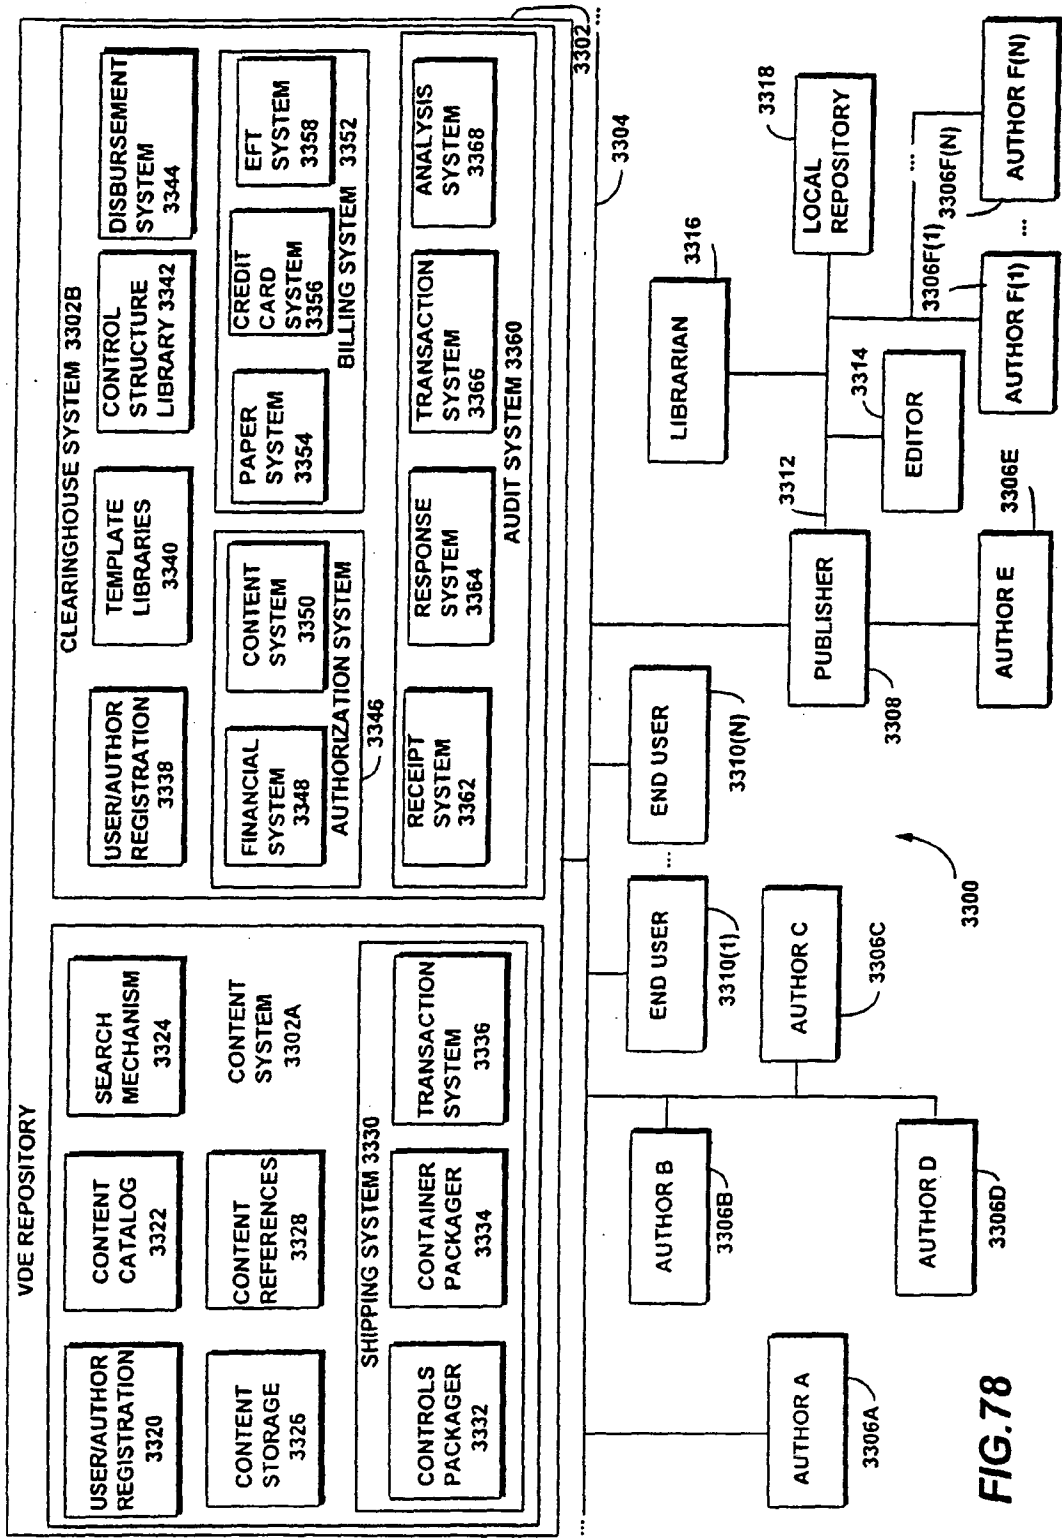 VDE REPOSITORY
USER/AUTHOR
REGISTRATION
3320
CONTENT
CATALOG
3322
SEARCH
MECHANISM
3324
CONTENT
STORAGE
3326
CONTENT
REFERENCES
3328
CONTENT
SYSTEM
3302A
SHIPPING SYSTEM 3330
CONTROLS
PACKAGER
3332
CONTAINER
PACKAGER
3334
TRANSACTION
SYSTEM
3336
CLEARINGHOUSE SYSTEM 3302B
USER/AUTHOR
REGISTRATION
3338
TEMPLATE
LIBRARIES
3340
CONTROL
STRUCTURE
LIBRARY 3342
DISBURSEMENT
SYSTEM
3344
FINANCIAL
SYSTEM
3348
CONTENT
SYSTEM
3350
AUTHORIZATION SYSTEM
3346
PAPER
SYSTEM
3354
CREDIT
CARD
SYSTEM
3356
EFT
SYSTEM
3358
BILLING SYSTEM 3352
RECEIPT
SYSTEM
3362
RESPONSE
SYSTEM
3364
TRANSACTION
SYSTEM
3366
ANALYSIS
SYSTEM
3368
AUDIT SYSTEM 3360
3302
...
...
3304
AUTHOR A
3306A
AUTHOR B
3306B
AUTHOR C
3306C
AUTHOR D
3306D
END USER
3310(1)
...
END USER
3310(N)
3300
PUBLISHER
3308
3312
AUTHOR E
3306E
LIBRARIAN
3316
EDITOR
3314
LOCAL
REPOSITORY
3318
...
3306F(1)
3306F(N)
AUTHOR F(1)
...
AUTHOR F(N)
FIG.78